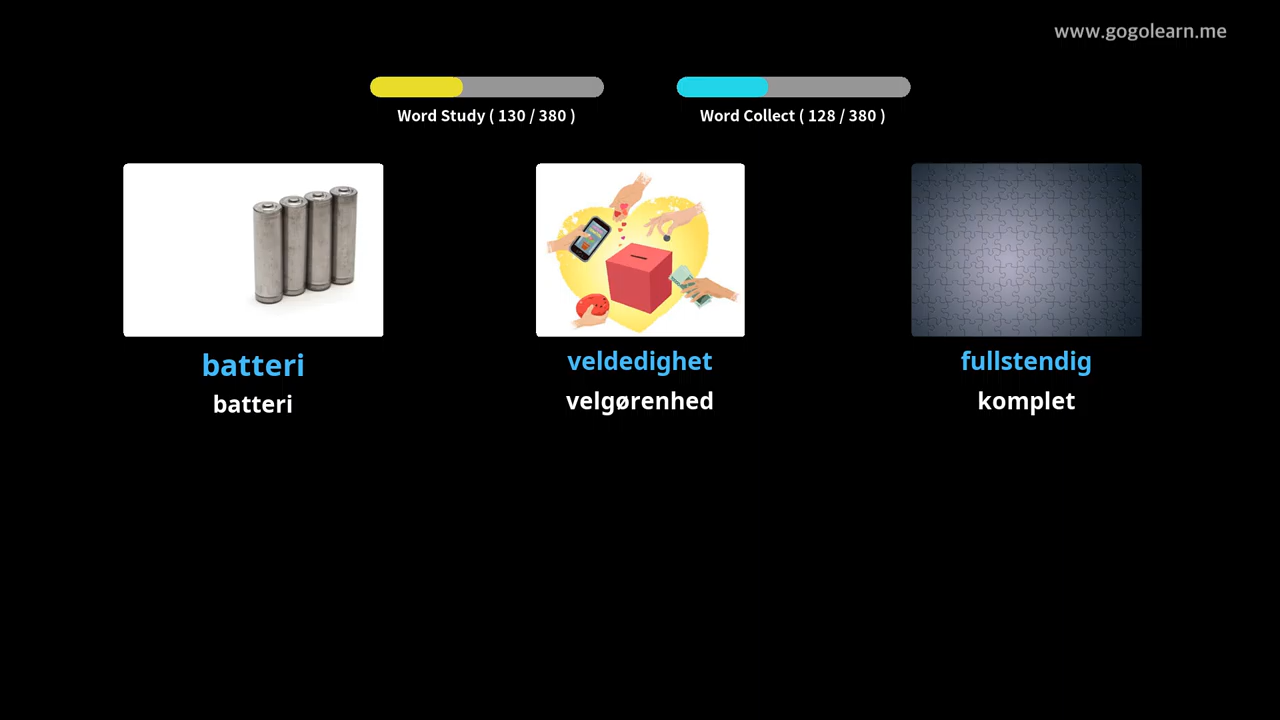 www.gogolearn.me
Word Study ( 130 / 380 )
Word Collect ( 128 / 380 )
batteri
batteri
veldedighet
velgørenhed
fullstendig
komplet